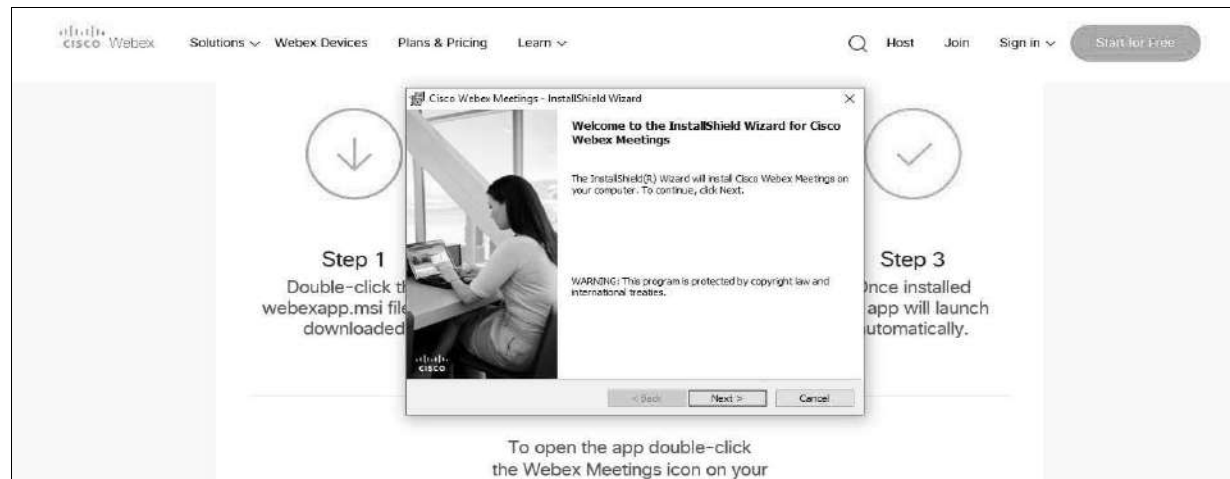 CISCO Webex
Solutions
Webex Devices
Plans & Pricing
Learn
Host
Join
Sign in
Start for Free
Cisco Webex Meetings - InstallShield Wizard
Welcome to the InstallShield Wizard for Cisco
Webex Meetings
The InstallShield(R) Wizard will install Cisco Webex Meetings on
your computer. To continue, click Next.
WARNING: This program is protected by copyright law and
international treaties.
CISCO
< Back
Next >
Cancel
Step 1
Double-click
webexapp.msi
downloaded
Step 3
installed
app will launch
To open the app double-click
the Webex Meetings icon on your